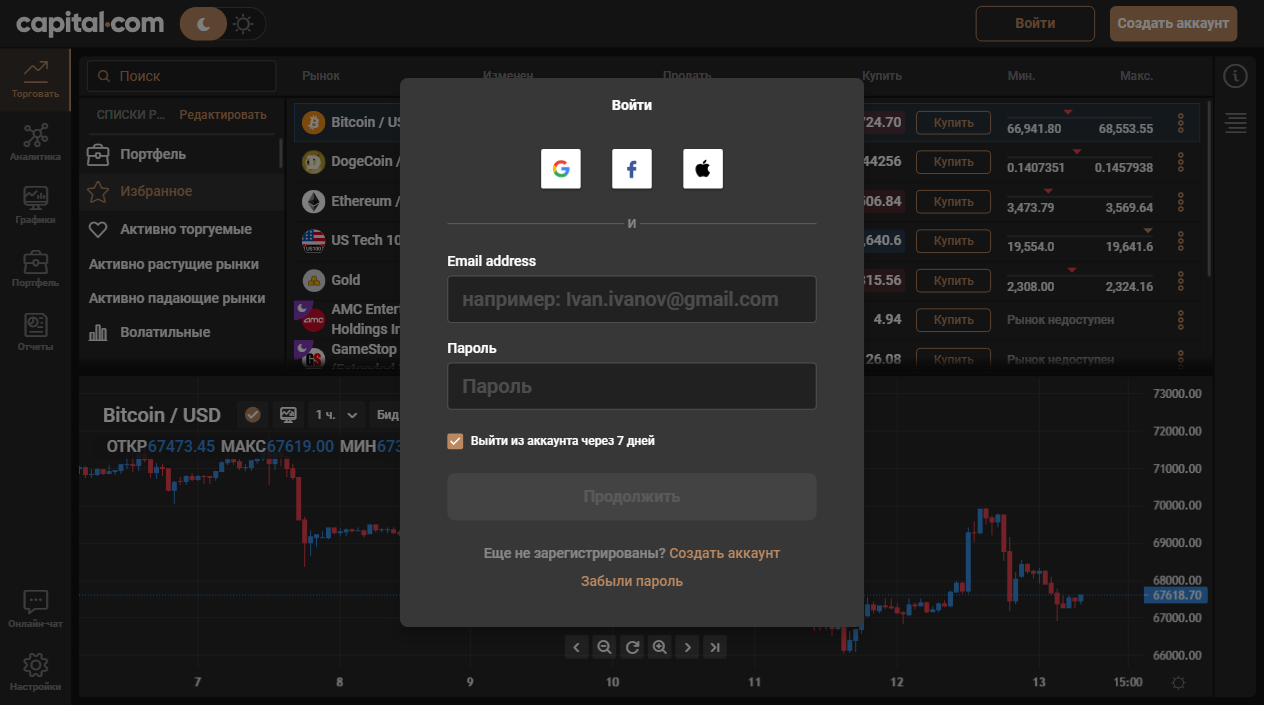 capital.com
Войти
Создать аккаунт
Торговать
Аналитика
Графики
Портфель
Отчеты
Онлайн-чат
Настройки
Поиск
СПИСКИ Р... Редактировать
Портфель
Избранное
Активно торгуемые
Активно растущие рынки
Активно падающие рынки
Волатильные
Рынок Изменен Продать Купить Мин. Макс.
Bitcoin / US 724.70 Купить 66,941.80 68,553.55
DogeCoin / 44256 Купить 0.1407351 0.1457938
Ethereum / 506.84 Купить 3,473.79 3,569.64
US Tech 10 ,640.6 Купить 19,554.0 19,641.6
Gold 315.56 Купить 2,308.00 2,324.16
AMC Enter
Holdings In 4.94 Купить Рынок недоступен
GameStop 26.08 Купить Рынок недоступен
(Extended
Войти
И
Email address
например: Ivan.ivanov@gmail.com
Пароль
Пароль
Выйти из аккаунта через 7 дней
Продолжить
Еще не зарегистрированы? Создать аккаунт
Забыли пароль
Bitcoin / USD 1 ч. Бид
ОТКР67473.45 МАКС67619.00 МИН673
73000.00
72000.00
71000.00
70000.00
69000.00
68000.00
67618.70
67000.00
66000.00
7 8 9 10 11 12 13 15:00